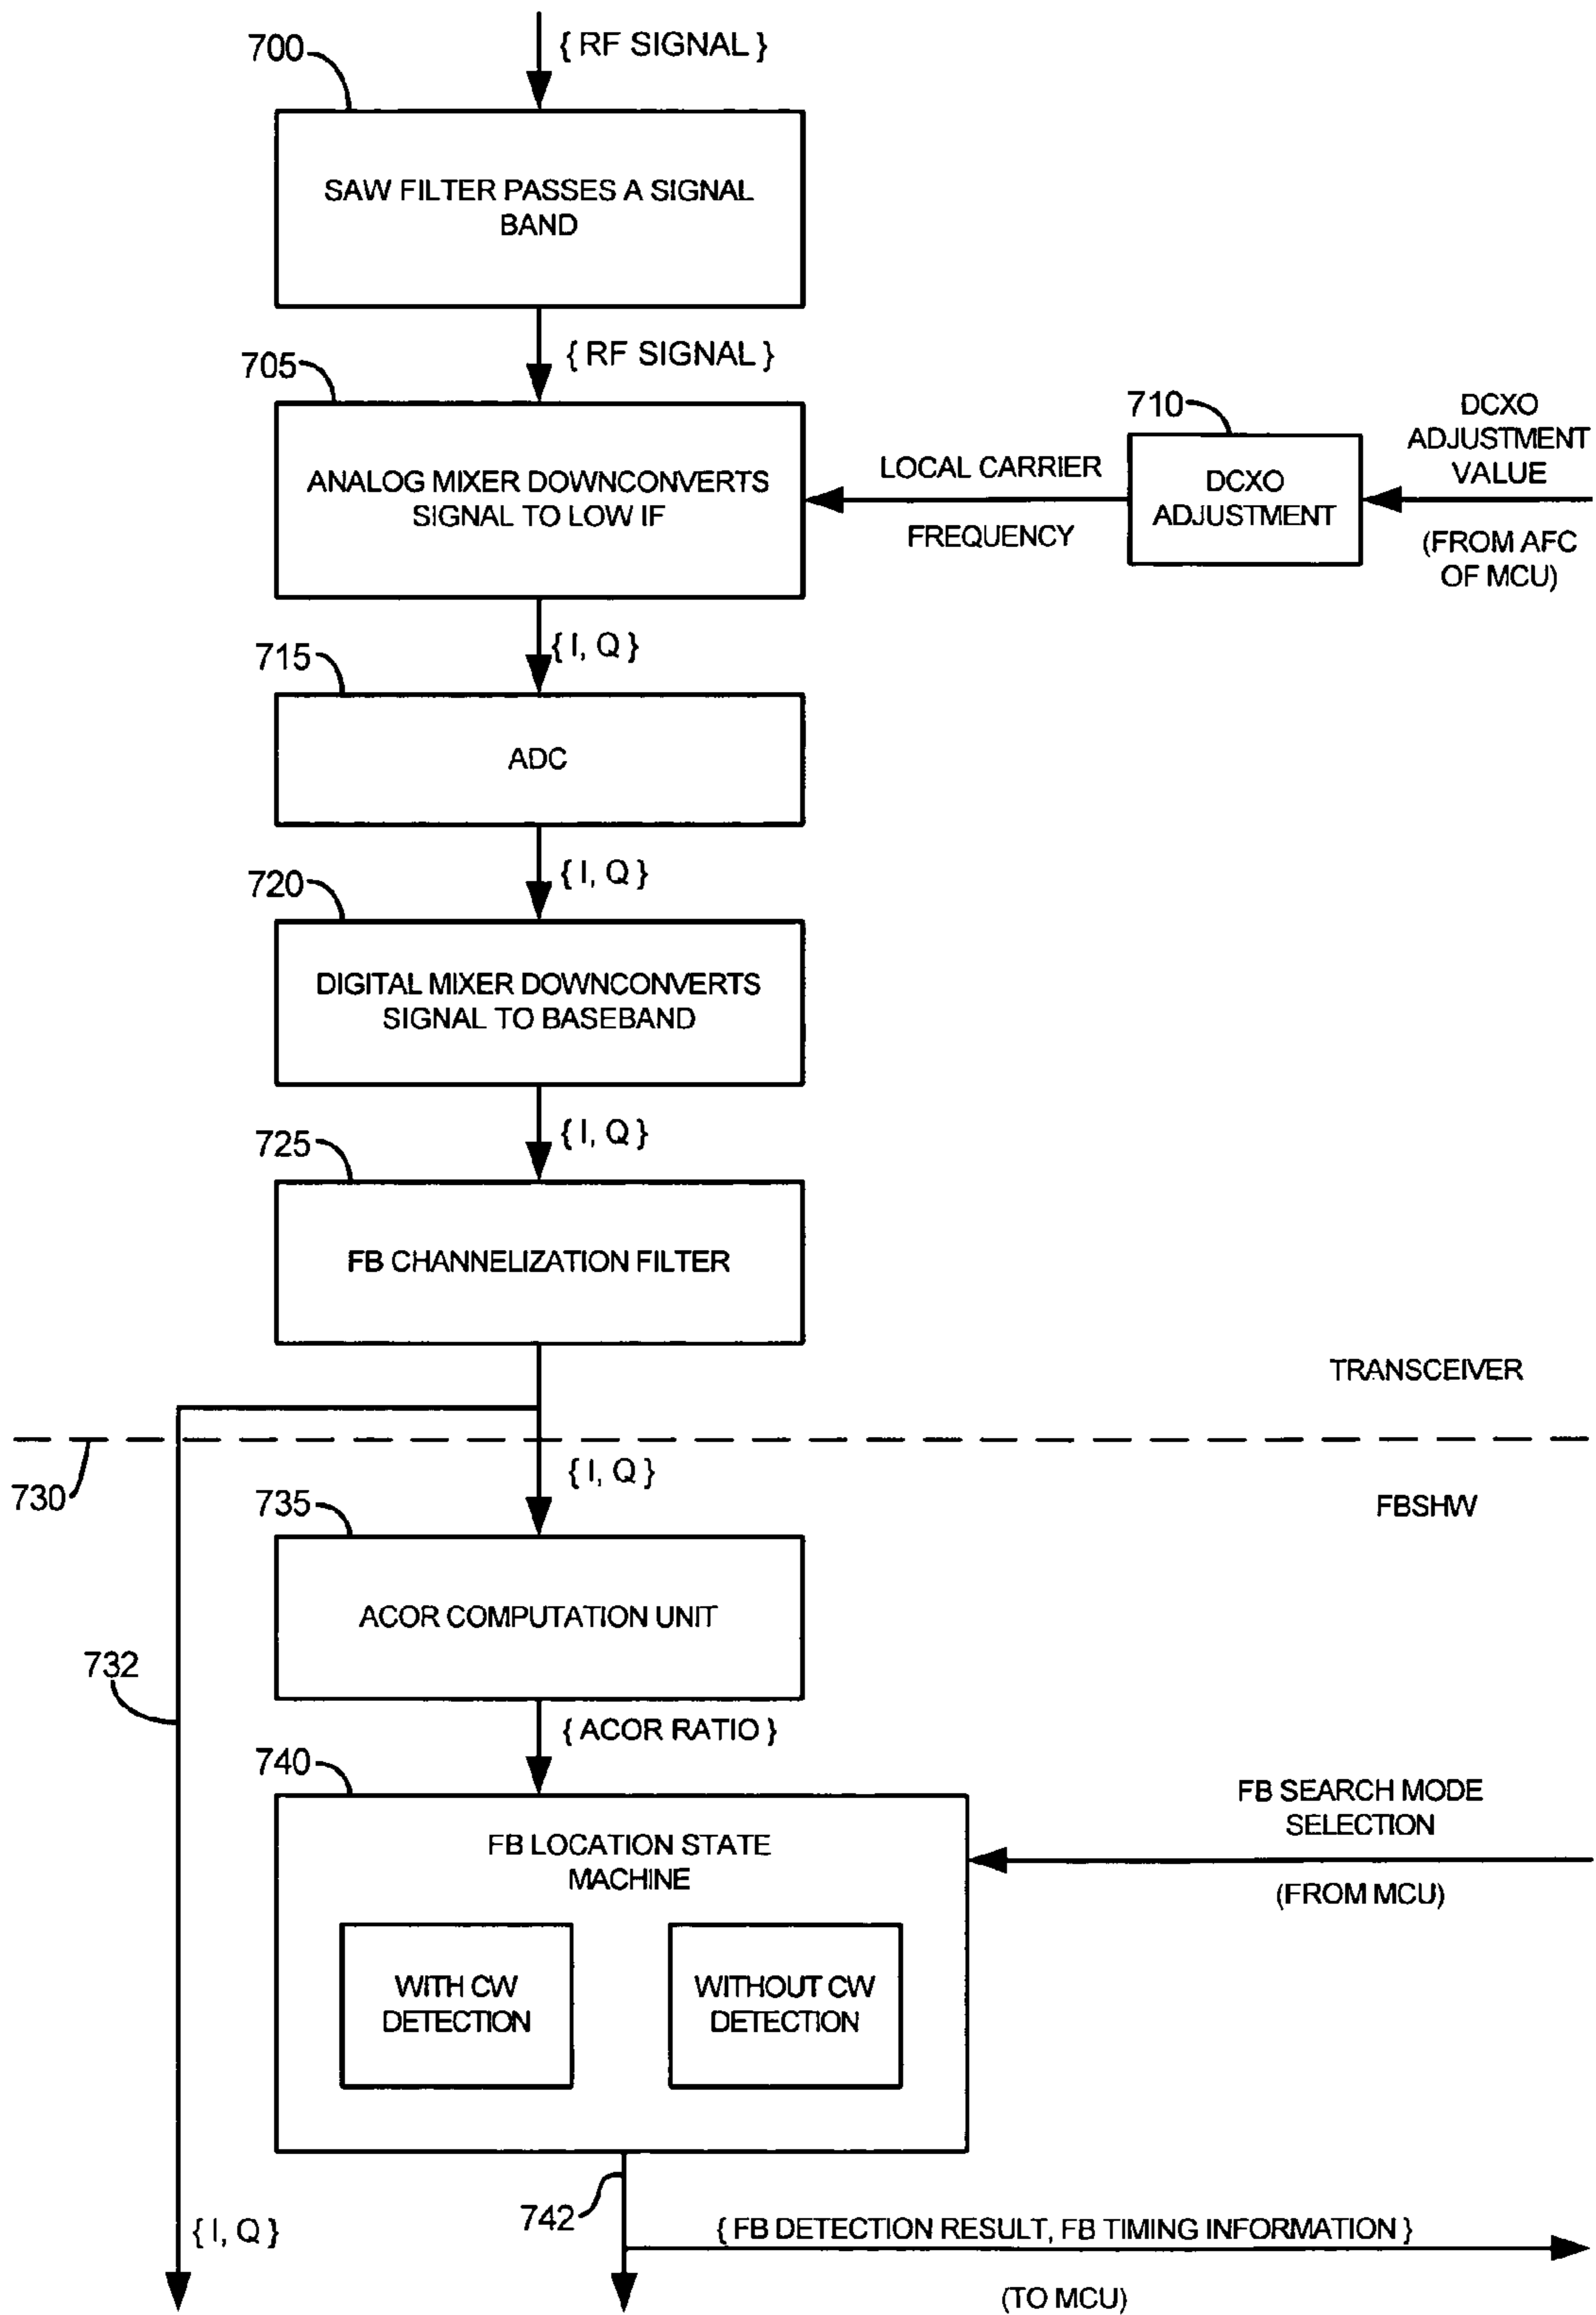 700
{ RF SIGNAL }
SAW FILTER PASSES A SIGNAL
BAND
{ RF SIGNAL }
705
ANALOG MIXER DOWNCONVERTS
SIGNAL TO LOW IF
LOCAL CARRIER
FREQUENCY
710
DCXO
ADJUSTMENT
DCXO
ADJUSTMENT
VALUE
(FROM AFC
OF MCU)
{ I, Q }
715
ADC
{ I, Q }
720
DIGITAL MIXER DOWNCONVERTS
SIGNAL TO BASEBAND
{ I, Q }
725
FB CHANNELIZATION FILTER
TRANSCEIVER
730
{ I, Q }
FBSHW
735
ACOR COMPUTATION UNIT
732
{ ACOR RATIO }
740
FB LOCATION STATE
MACHINE
FB SEARCH MODE
SELECTION
(FROM MCU)
WITH CW
DETECTION
WITHOUT CW
DETECTION
742
{ I, Q }
{ FB DETECTION RESULT, FB TIMING INFORMATION }
(TO MCU)